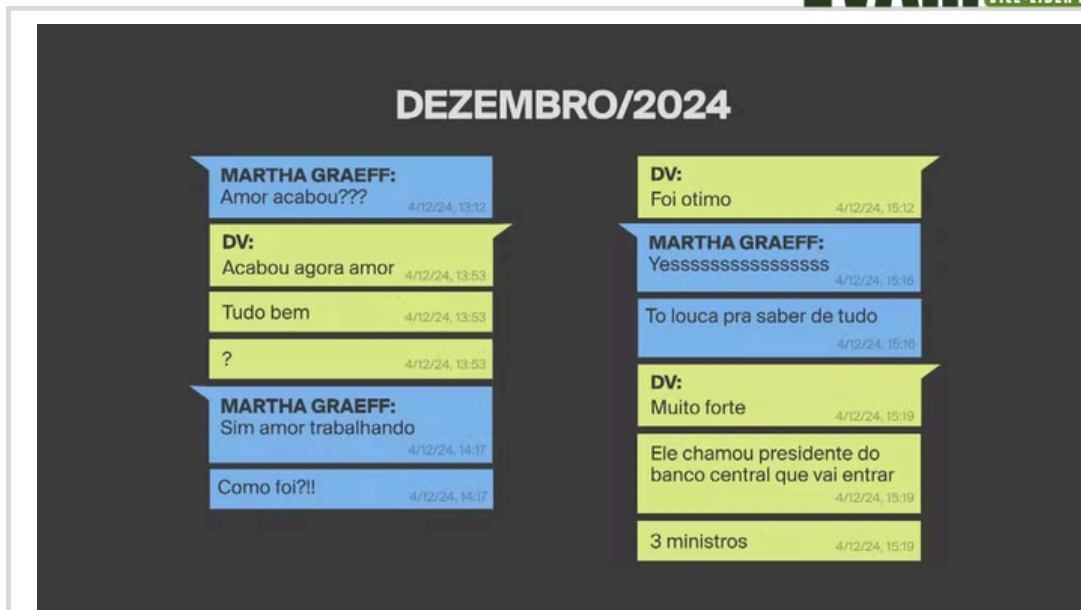 DEZEMBRO/2024
MARTHA GRAEFF:
Amor acabou???
4/12/24, 13:12
DV:
Acabou agora amor
4/12/24, 13:53
Tudo bem
4/12/24, 13:53
?
4/12/24, 13:53
MARTHA GRAEFF:
Sim amor trabalhando
4/12/24, 14:17
Como foi?!!
4/12/24, 14:17
DV:
Foi otimo
4/12/24, 15:12
MARTHA GRAEFF:
Yesssssssssssssssss
4/12/24, 15:16
To louca pra saber de tudo
4/12/24, 15:16
DV:
Muito forte
4/12/24, 15:19
Ele chamou presidente do
banco central que vai entrar
4/12/24, 15:19
3 ministros
4/12/24, 15:19